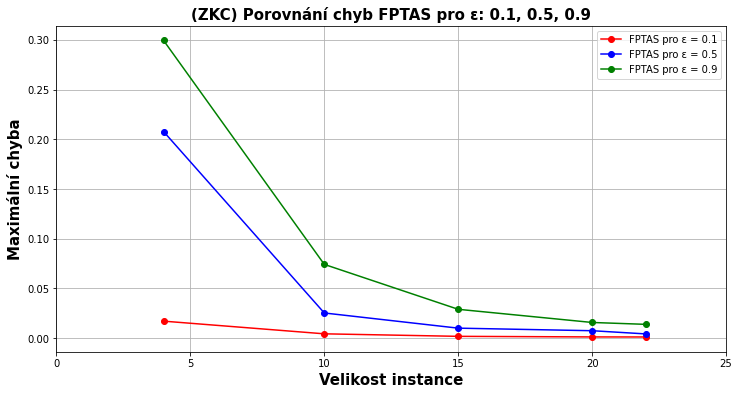 (ZKC) Porovnání chyb FPTAS pro ε: 0.1, 0.5, 0.9
FPTAS pro ε = 0.1
FPTAS pro ε = 0.5
FPTAS pro ε = 0.9
Maximální chyba
0.30
0.25
0.20
0.15
0.10
0.05
0.00
0 5 10 15 20 25
Velikost instance